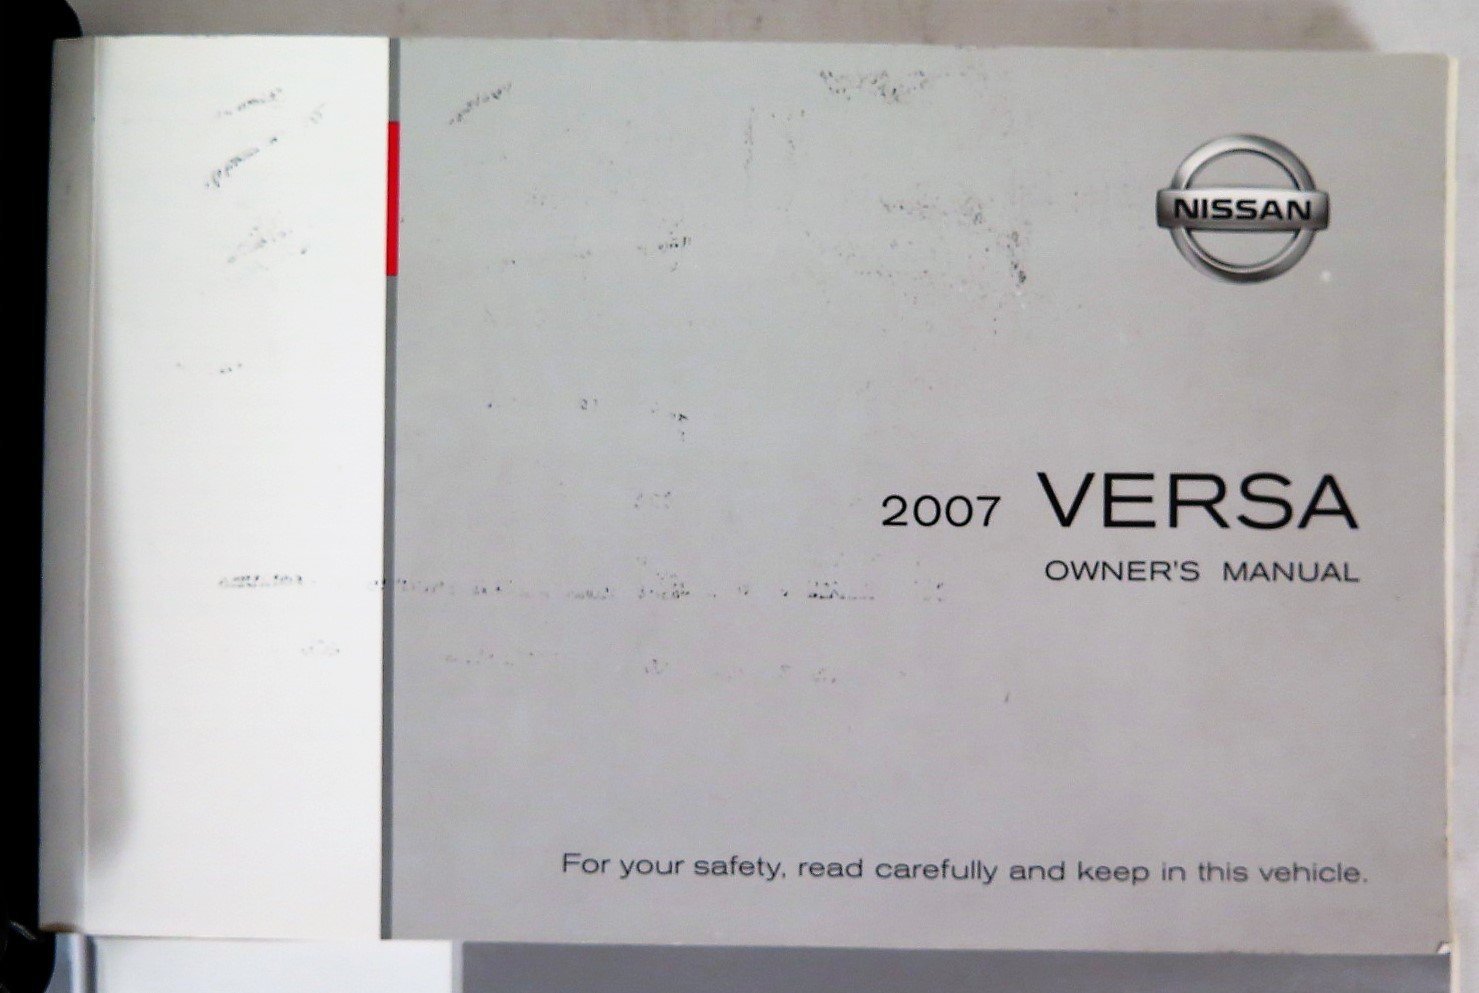 NISSAN
2007 VERSA
OWNER'S MANUAL
For your safety, read carefully and keep in this vehicle.